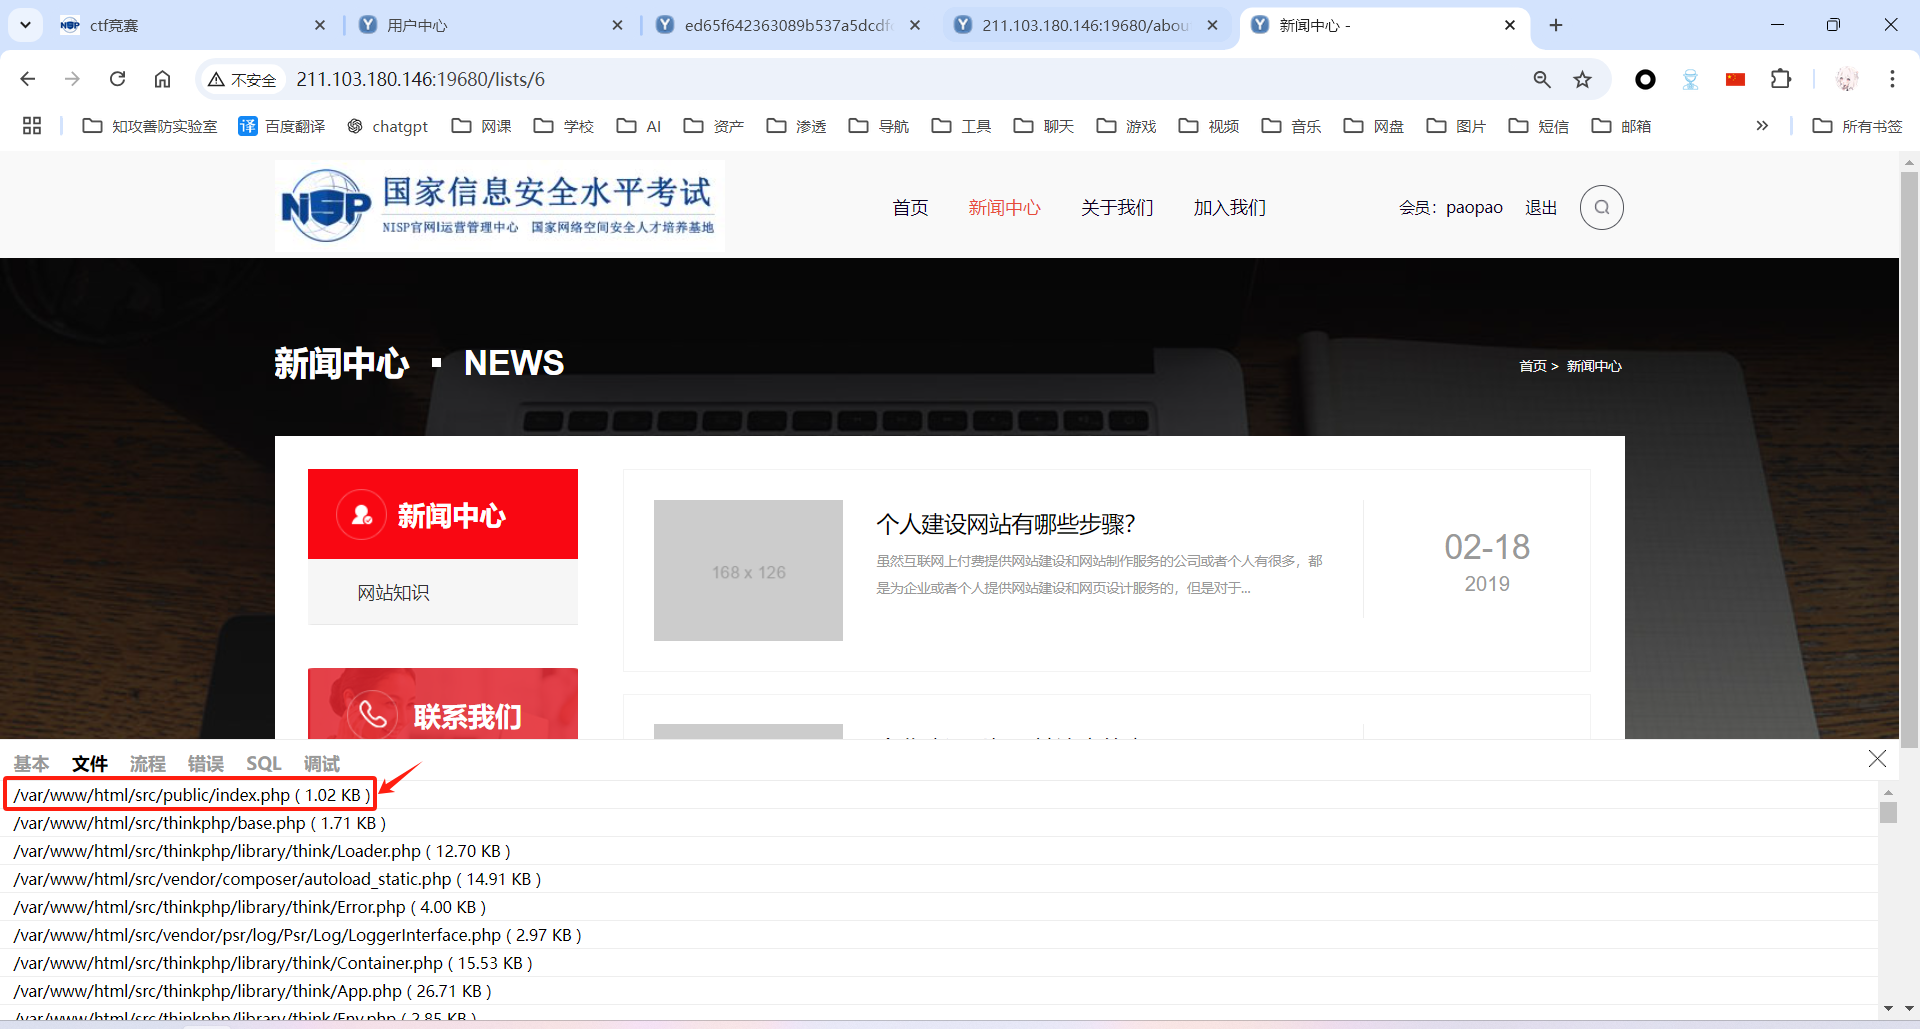 ctf竞赛
用户中心
ed65f642363089b537a5dcdf
211.103.180.146:19680/abou
新闻中心 -
不安全
211.103.180.146:19680/lists/6
知攻善防实验室
译 百度翻译
chatgpt
网课
学校
AI
资产
渗透
导航
工具
聊天
游戏
视频
音乐
网盘
图片
短信
邮箱
所有书签
NISP 国家信息安全水平考试
NISP官网|运营管理中心 国家网络空间安全人才培养基地
首页
新闻中心
关于我们
加入我们
会员：paopao
退出
新闻中心 ▪ NEWS
首页 > 新闻中心
新闻中心
网站知识
联系我们
168 x 126
个人建设网站有哪些步骤?
虽然互联网上付费提供网站建设和网站制作服务的公司或者个人有很多，都
是为企业或者个人提供网站建设和网页设计服务的，但是对于...
02-18
2019
基本 文件 流程 错误 SQL 调试
/var/www/html/src/public/index.php ( 1.02 KB )
/var/www/html/src/thinkphp/base.php ( 1.71 KB )
/var/www/html/src/thinkphp/library/think/Loader.php ( 12.70 KB )
/var/www/html/src/vendor/composer/autoload_static.php ( 14.91 KB )
/var/www/html/src/thinkphp/library/think/Error.php ( 4.00 KB )
/var/www/html/src/vendor/psr/log/Psr/Log/LoggerInterface.php ( 2.97 KB )
/var/www/html/src/thinkphp/library/think/Container.php ( 15.53 KB )
/var/www/html/src/thinkphp/library/think/App.php ( 26.71 KB )
/var/www/html/src/thinkphp/library/think/Env.php ( 2.85 KB )